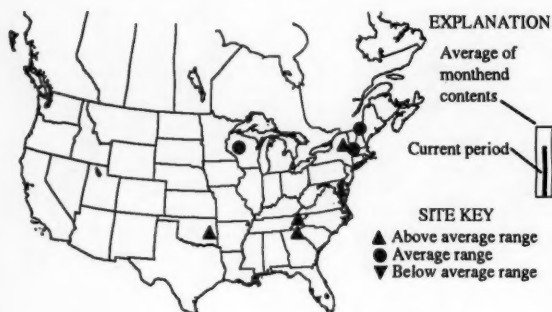 EXPLANATION
Average of
monthend
contents
Current period
SITE KEY
Above average range
Average range
Below average range